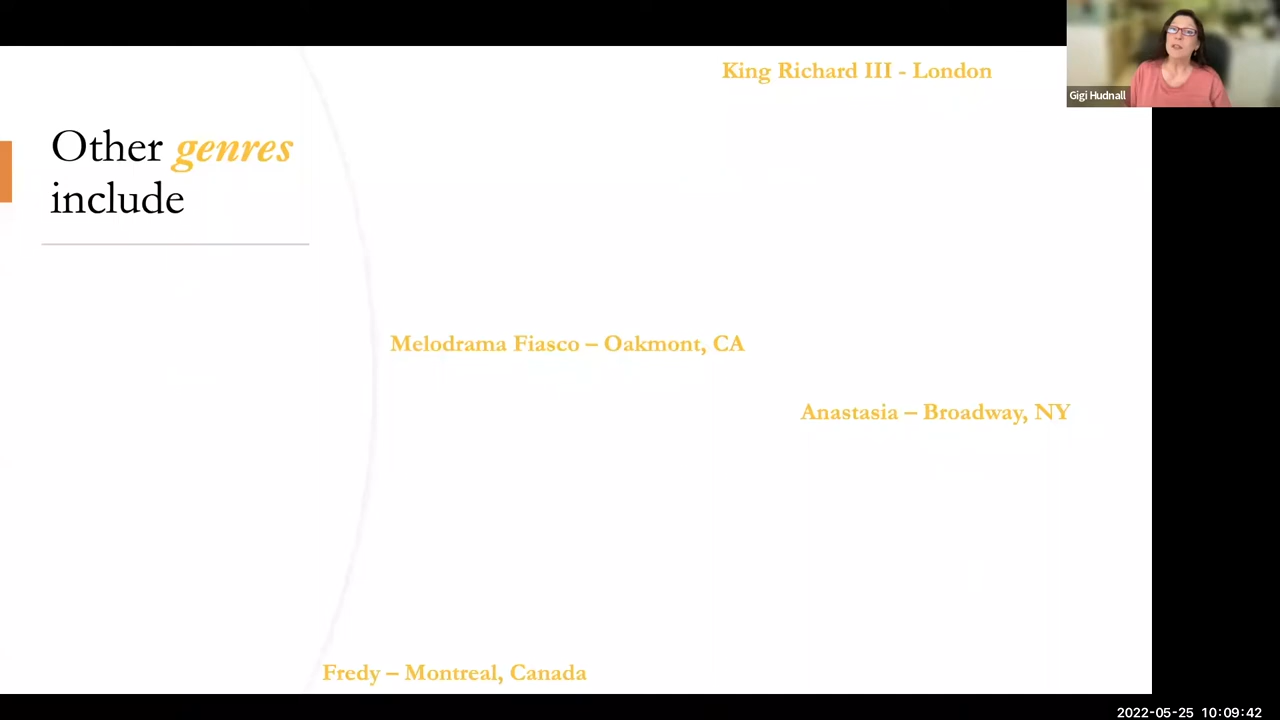 King Richard III - London
Gigi Hudnall
Other genres
include
Melodrama Fiasco – Oakmont, CA
Anastasia – Broadway, NY
Fredy – Montreal, Canada
2022-05-25 10:09:42